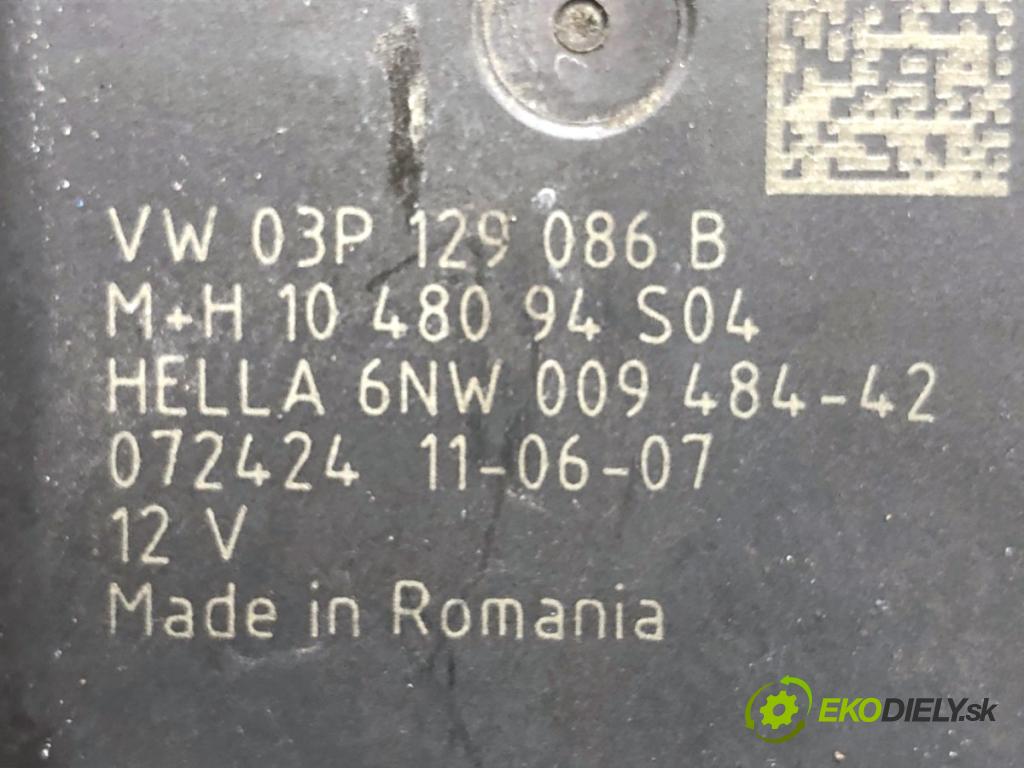 VW 03P 129 086 B
M+H 10 480 94 S04
HELLA 6NW 009 484-42
072424 11-06-07
12 V
Made in Romania
EKODIELY.sk